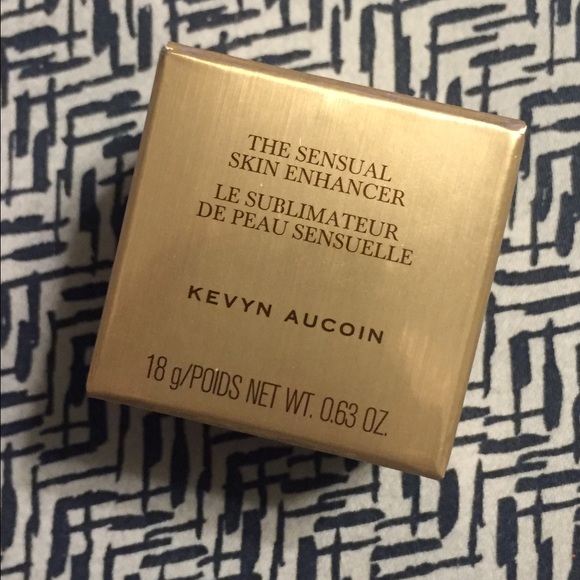 THE SENSUAL
SKIN ENHANCER
LE SUBLIMATEUR
DE PEAU SENSUELLE
KEVYN AUCOIN
18 g/POIDS NET WT. 0.63 OZ.